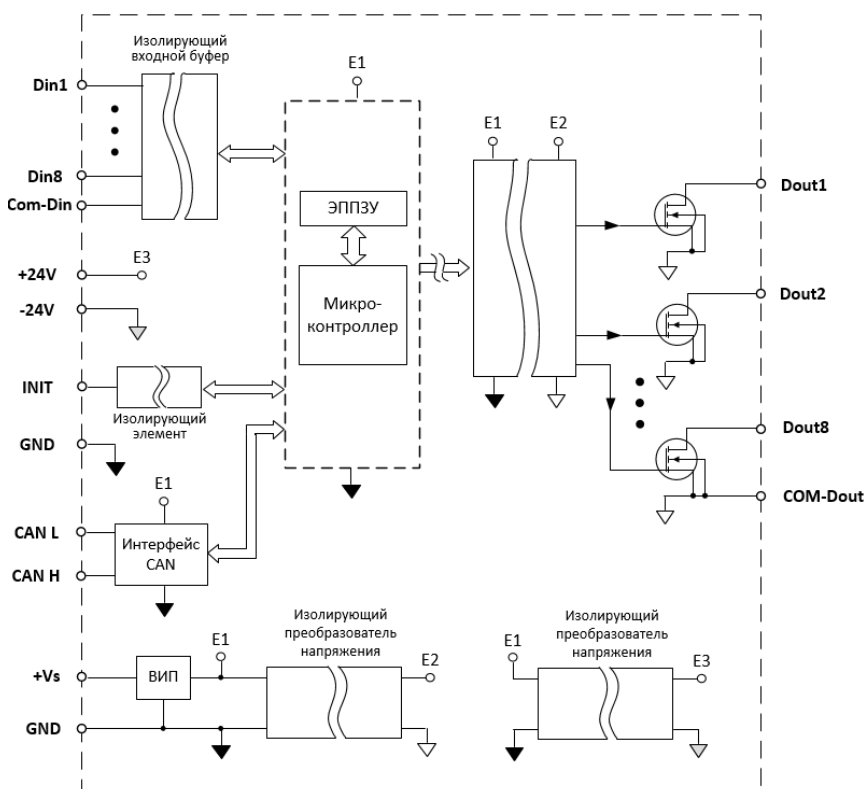 Изолирующий
входной буфер
E1
Din1
E1
E2
Dout1
Din8
Com-Din
ЭППЗУ
+24V
E3
Микро-
контроллер
Dout2
-24V
INIT
Изолирующий
элемент
GND
Dout8
E1
COM-Dout
CAN L
Интерфейс
CAN
CAN H
Изолирующий
преобразователь
напряжения
Изолирующий
преобразователь
напряжения
E1
E2
E1
E3
+Vs
ВИП
GND